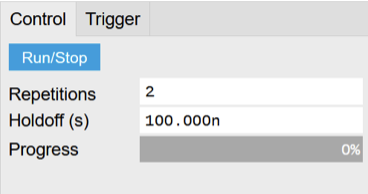 Control Trigger
Run/Stop
Repetitions 2
Holdoff (s) 100.000n
Progress 0%